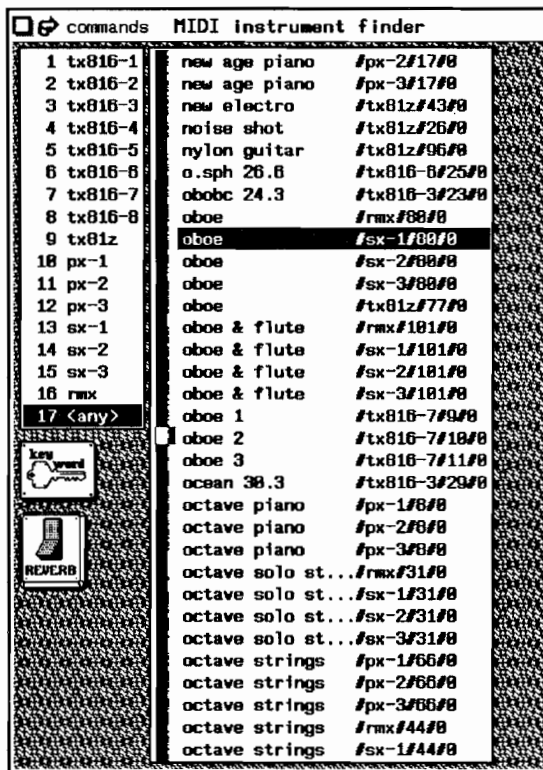 commands MIDI instrument finder
1 tx816-1
2 tx816-2
3 tx816-3
4 tx816-4
5 tx816-5
6 tx816-6
7 tx816-7
8 tx816-8
9 tx81z
10 px-1
11 px-2
12 px-3
13 sx-1
14 sx-2
15 sx-3
16 rmx
17 <any>
key word
REVERB
new age piano #px-2#17#0
new age piano #px-3#17#0
new electro #tx81z#43#0
noise shot #tx81z#26#0
nylon guitar #tx81z#96#0
o.sph 26.6 #tx816-6#25#0
obobc 24.3 #tx816-3#23#0
oboe #rmx#80#0
oboe #sx-1#80#0
oboe #sx-2#80#0
oboe #sx-3#80#0
oboe #tx81z#77#0
oboe & flute #rmx#101#0
oboe & flute #sx-1#101#0
oboe & flute #sx-2#101#0
oboe & flute #sx-3#101#0
oboe 1 #tx816-7#9#0
oboe 2 #tx816-7#10#0
oboe 3 #tx816-7#11#0
ocean 30.3 #tx816-3#29#0
octave piano #px-1#8#0
octave piano #px-2#8#0
octave piano #px-3#8#0
octave solo st...#rmx#31#0
octave solo st...#sx-1#31#0
octave solo st...#sx-2#31#0
octave solo st...#sx-3#31#0
octave strings #px-1#66#0
octave strings #px-2#66#0
octave strings #px-3#66#0
octave strings #rmx#44#0
octave strings #sx-1#44#0